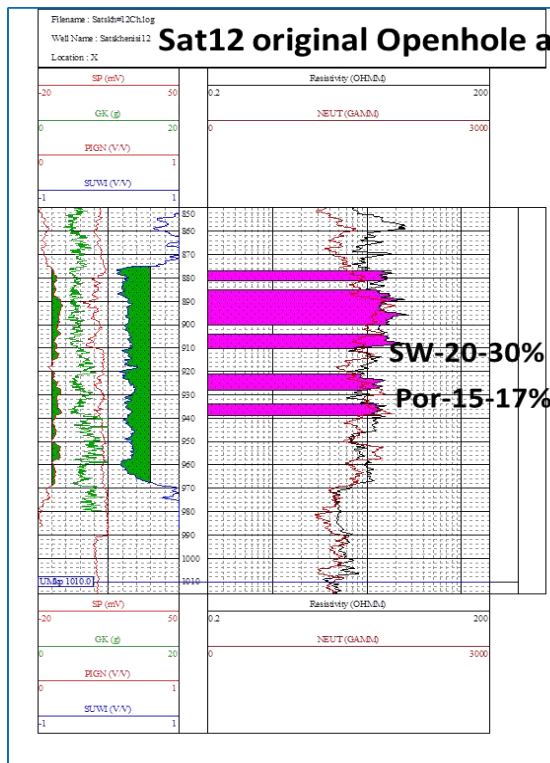 Filename : Satskh#12Ch.log
Well Name : Satskhenisi12
Location : X
Sat12 original Openhole a
SP (mV)
-20 50
GK (g)
0 20
PIGN (V/V)
0 1
SUWI (V/V)
-1 1
Resistivity (OHMM)
0.2 200
NEUT (GAMM)
0 3000
850
860
870
880
890
900
910
920
930
940
950
960
970
980
990
1000
1010
SW-20-30%
Por-15-17%
1010.0
SP (mV)
-20 50
GK (g)
0 20
PIGN (V/V)
0 1
SUWI (V/V)
-1 1
Resistivity (OHMM)
0.2 200
NEUT (GAMM)
0 3000